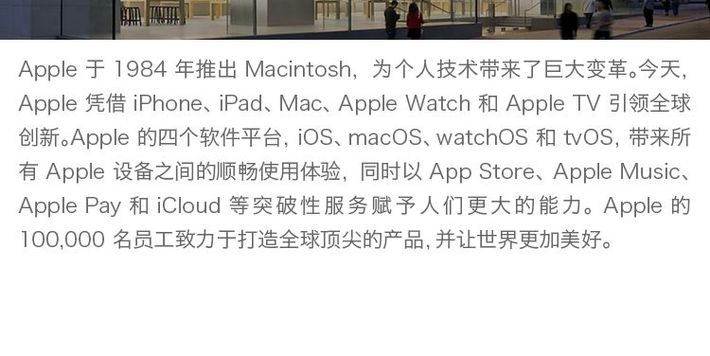 Apple 于 1984 年推出 Macintosh，为个人技术带来了巨大变革。今天，
Apple 凭借 iPhone、iPad、Mac、Apple Watch 和 Apple TV 引领全球
创新。Apple 的四个软件平台，iOS、macOS、watchOS 和 tvOS，带来所
有 Apple 设备之间的顺畅使用体验，同时以 App Store、Apple Music、
Apple Pay 和 iCloud 等突破性服务赋予人们更大的能力。Apple 的
100,000 名员工致力于打造全球顶尖的产品，并让世界更加美好。